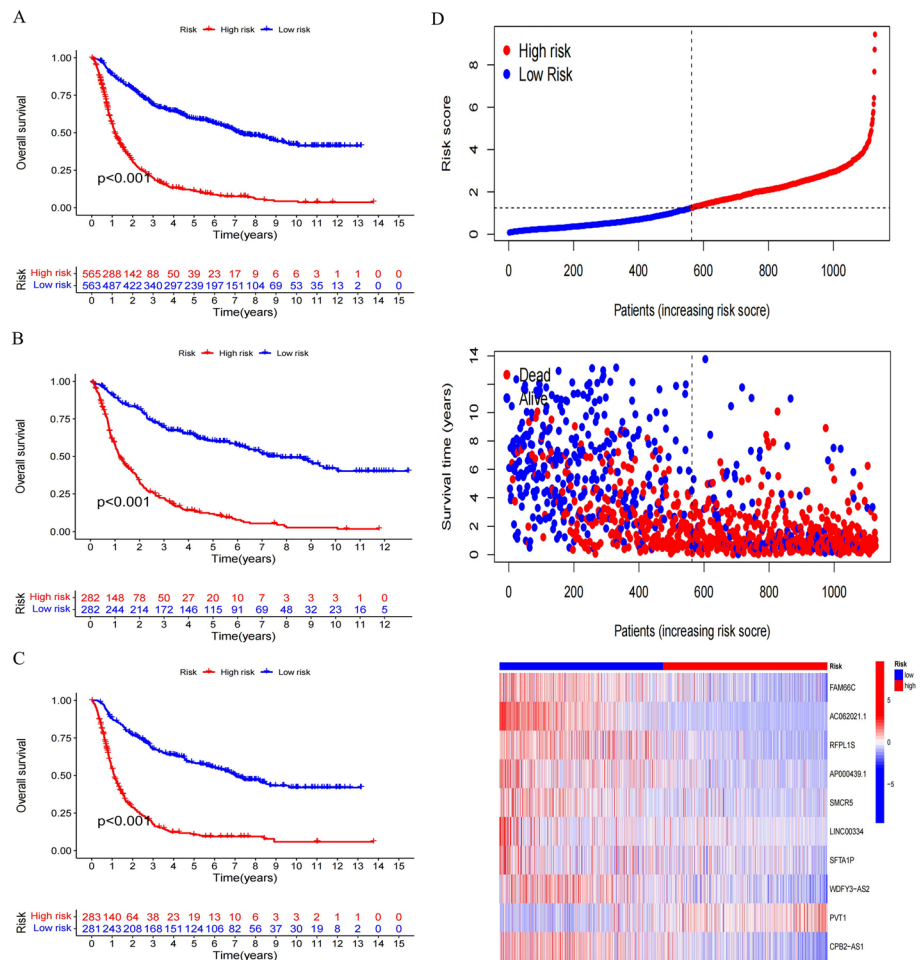 A
Risk High risk Low risk
Overall survival
1.00
0.75
0.50
0.25
0.00
p<0.001
0 1 2 3 4 5 6 7 8 9 10 11 12 13 14 15
Time(years)
Risk
High risk 565 288 142 88 50 39 23 17 9 6 6 3 1 1 0 0
Low risk 563 487 422 340 297 239 197 151 104 69 53 35 13 2 0 0
0 1 2 3 4 5 6 7 8 9 10 11 12 13 14 15
Time(years)
B
Risk High risk Low risk
Overall survival
1.00
0.75
0.50
0.25
0.00
p<0.001
0 1 2 3 4 5 6 7 8 9 10 11 12
Time(years)
Risk
High risk 282 148 78 50 27 20 10 7 3 3 3 1 0
Low risk 282 244 214 172 146 115 91 69 48 32 23 16 5
0 1 2 3 4 5 6 7 8 9 10 11 12
Time(years)
C
Risk High risk Low risk
Overall survival
1.00
0.75
0.50
0.25
0.00
p<0.001
0 1 2 3 4 5 6 7 8 9 10 11 12 13 14 15
Time(years)
Risk
High risk 283 140 64 38 23 19 13 10 6 3 3 2 1 1 0 0
Low risk 281 243 208 168 151 124 106 82 56 37 30 19 8 2 0 0
0 1 2 3 4 5 6 7 8 9 10 11 12 13 14 15
Time(years)
D
High risk
Low Risk
Risk score
8
6
4
2
0
0 200 400 600 800 1000
Patients (increasing risk socre)
Dead
Alive
Survival time (years)
14
10
8
6
4
2
0
0 200 400 600 800 1000
Patients (increasing risk socre)
Risk
FAM66C
AC062021.1
RFPL1S
AP000439.1
SMCR5
LINC00334
SFTA1P
WDFY3-AS2
PVT1
CPB2-AS1
5
0
-5
Risk
low
high